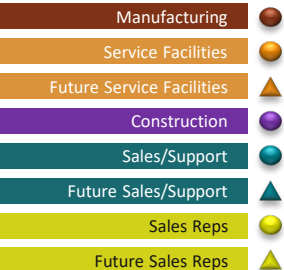 Manufacturing
Service Facilities
Future Service Facilities
Construction
Sales/Support
Future Sales/Support
Sales Reps
Future Sales Reps